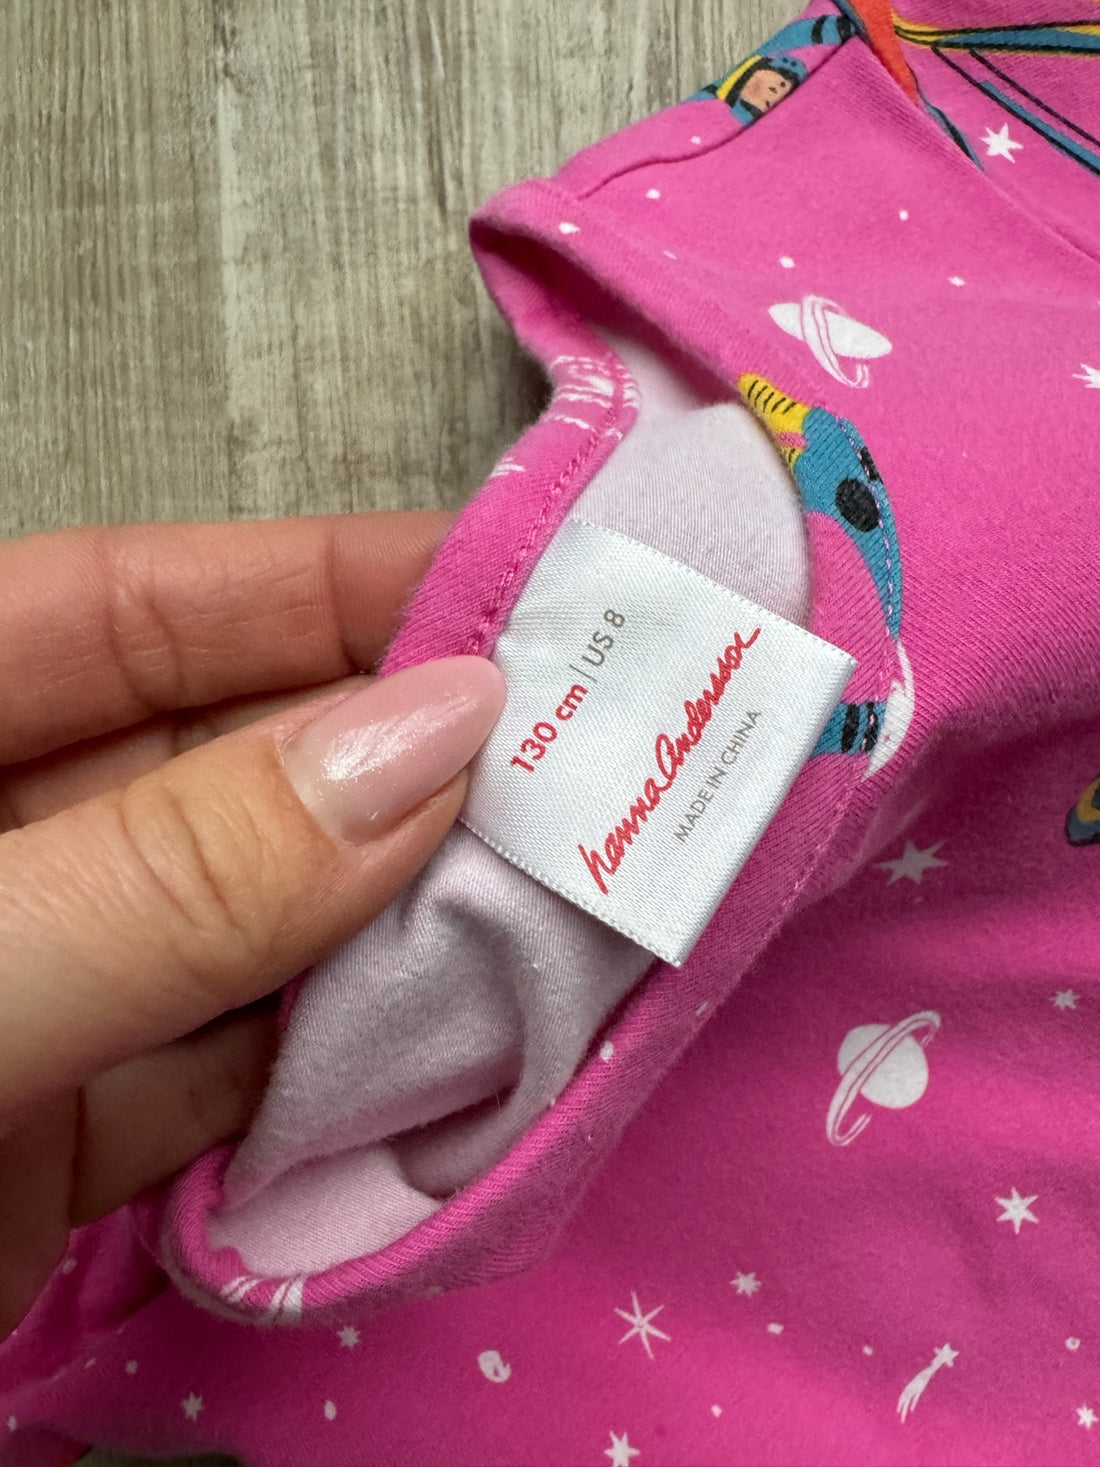 130 cm | US 8
hanna andersson
MADE IN CHINA